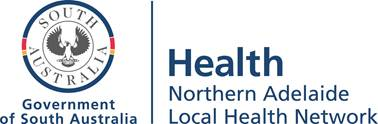 SOUTH
AUSTRALIA
Government
of South Australia
Health
Northern Adelaide
Local Health Network